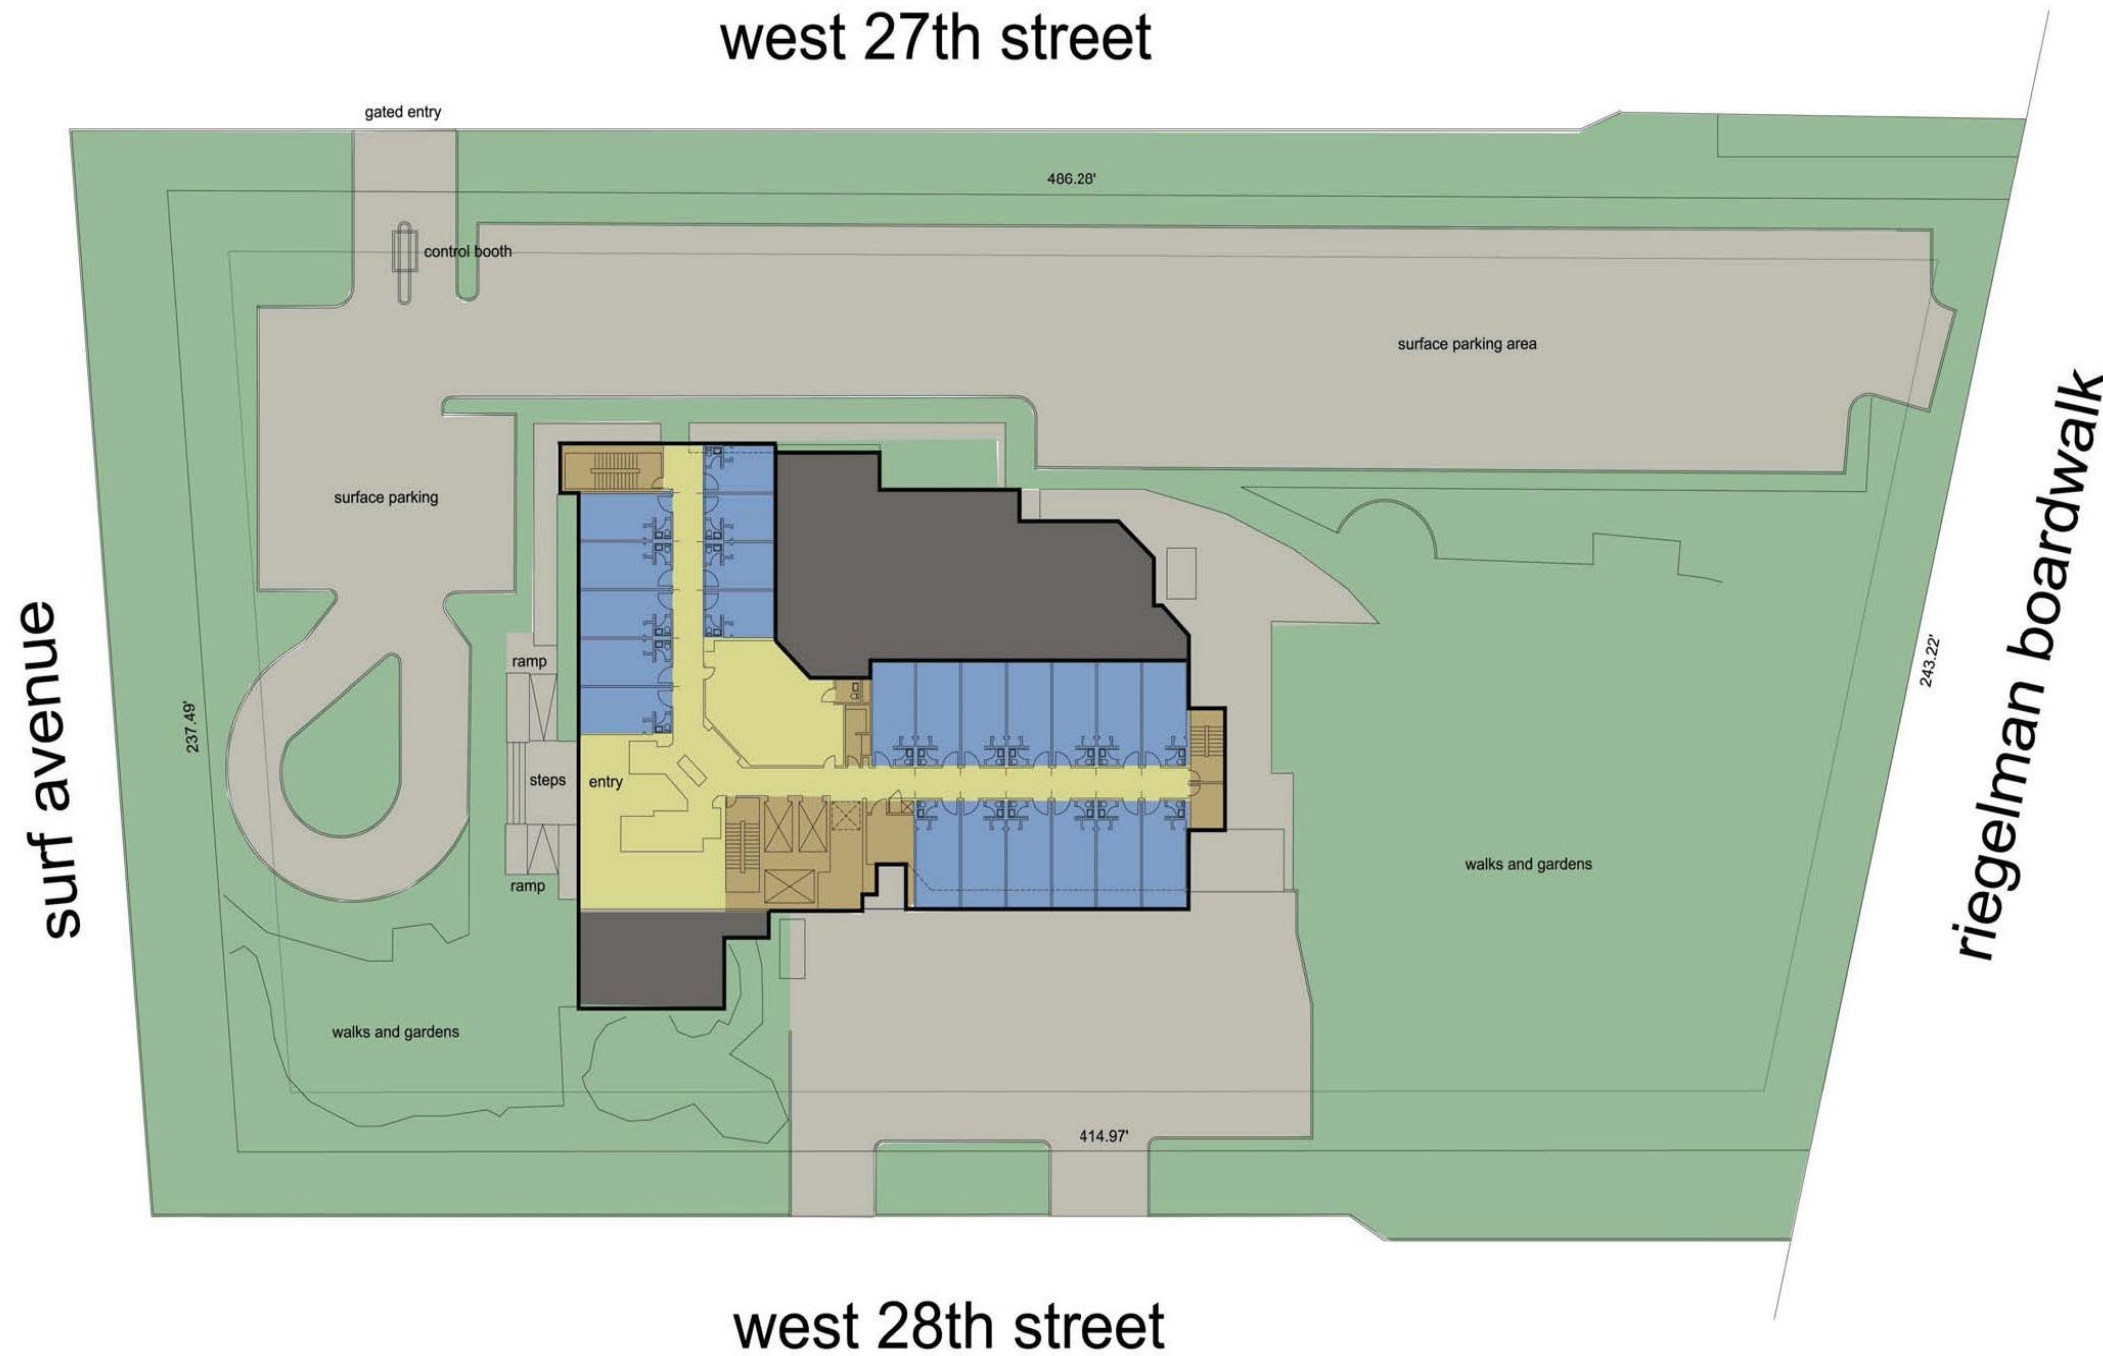 west 27th street
gated entry
486.28'
control booth
surface parking area
surface parking
riegelman boardwalk
surf avenue
ramp
243.22'
237.49'
steps
entry
walks and gardens
ramp
walks and gardens
414.97'
west 28th street